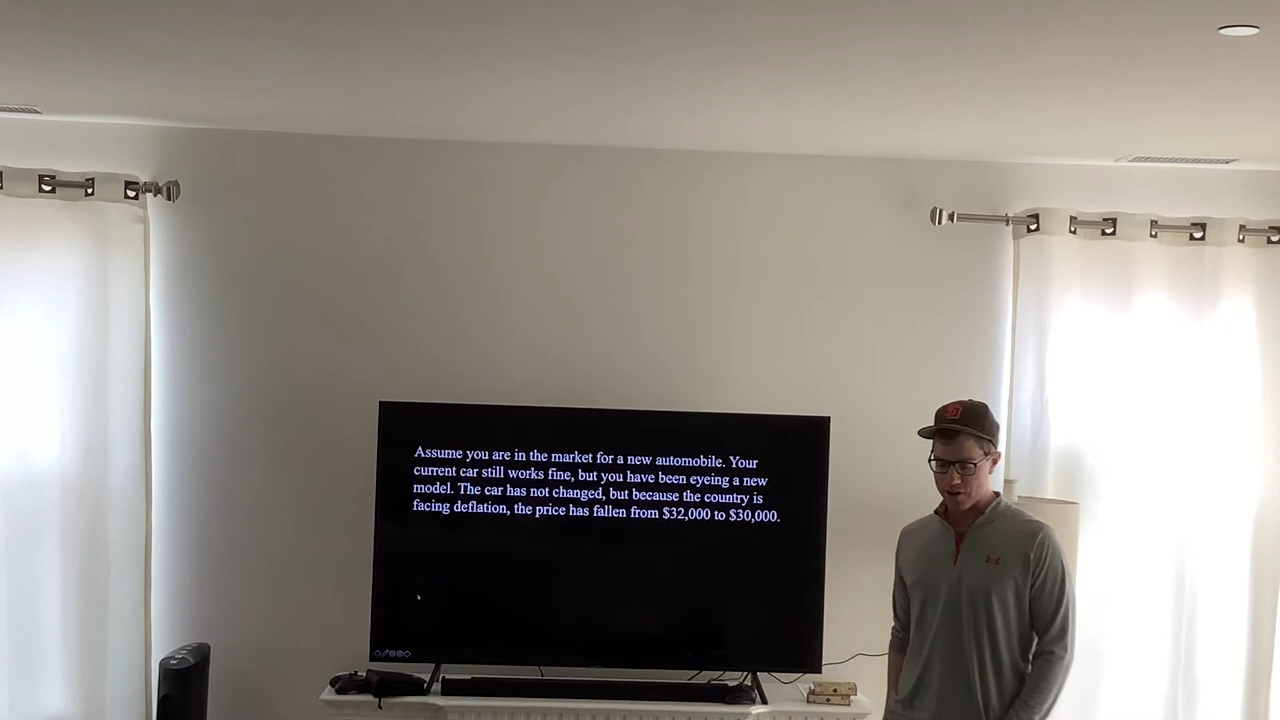 Assume you are in the market for a new automobile. Your
current car still works fine, but you have been eyeing a new
model. The car has not changed, but because the country is
facing deflation, the price has fallen from $32,000 to $30,000.